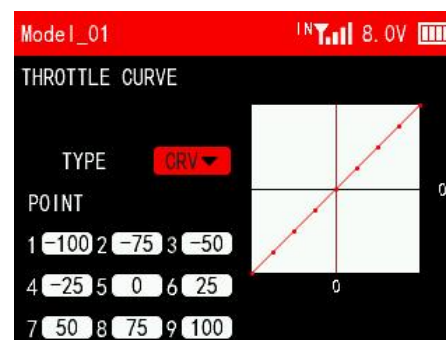 Model_01 IN 8.0V
THROTTLE CURVE
TYPE CRV
POINT
0
1 -100 2 -75 3 -50
4 -25 5 0 6 25
0
7 50 8 75 9 100